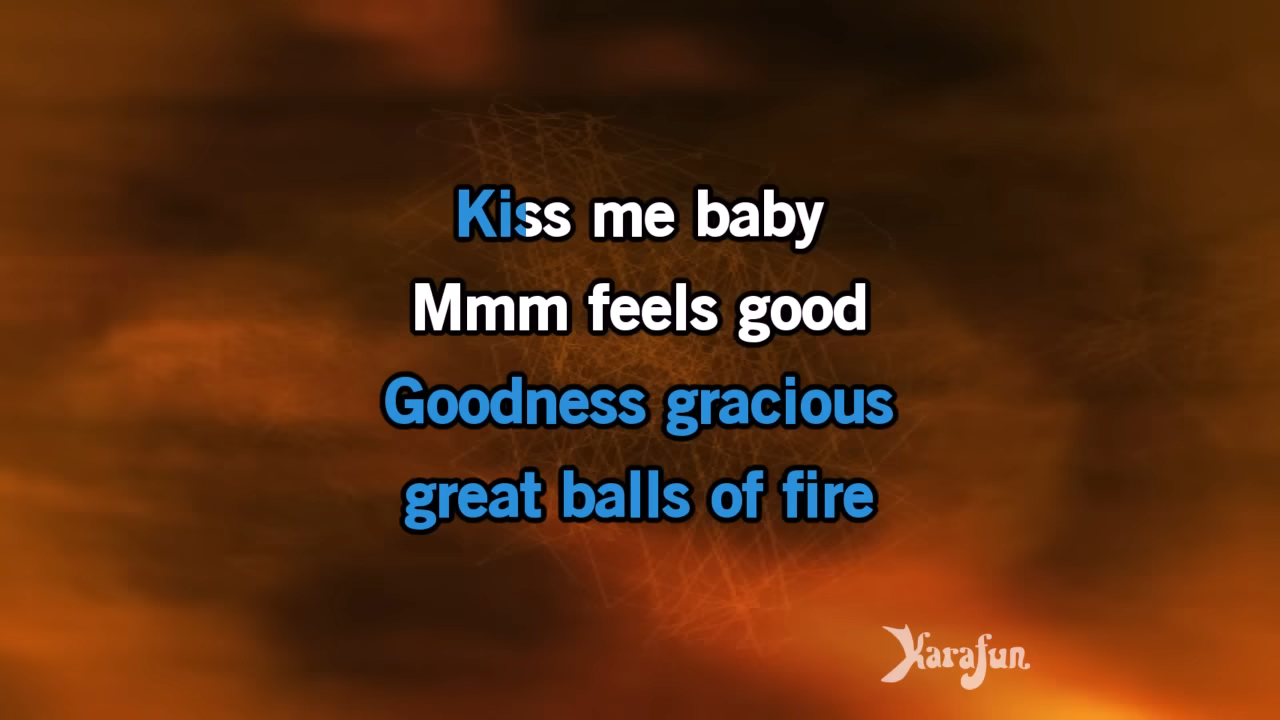 Kiss me baby
Mmm feels good
Goodness gracious
great balls of fire
Karafun